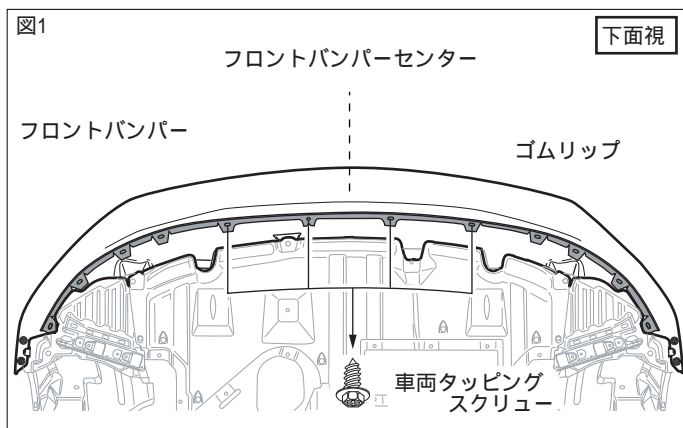 図1
下面視
フロントバンパーセンター
フロントバンパー
ゴムリップ
車両タッピング
スクリュー